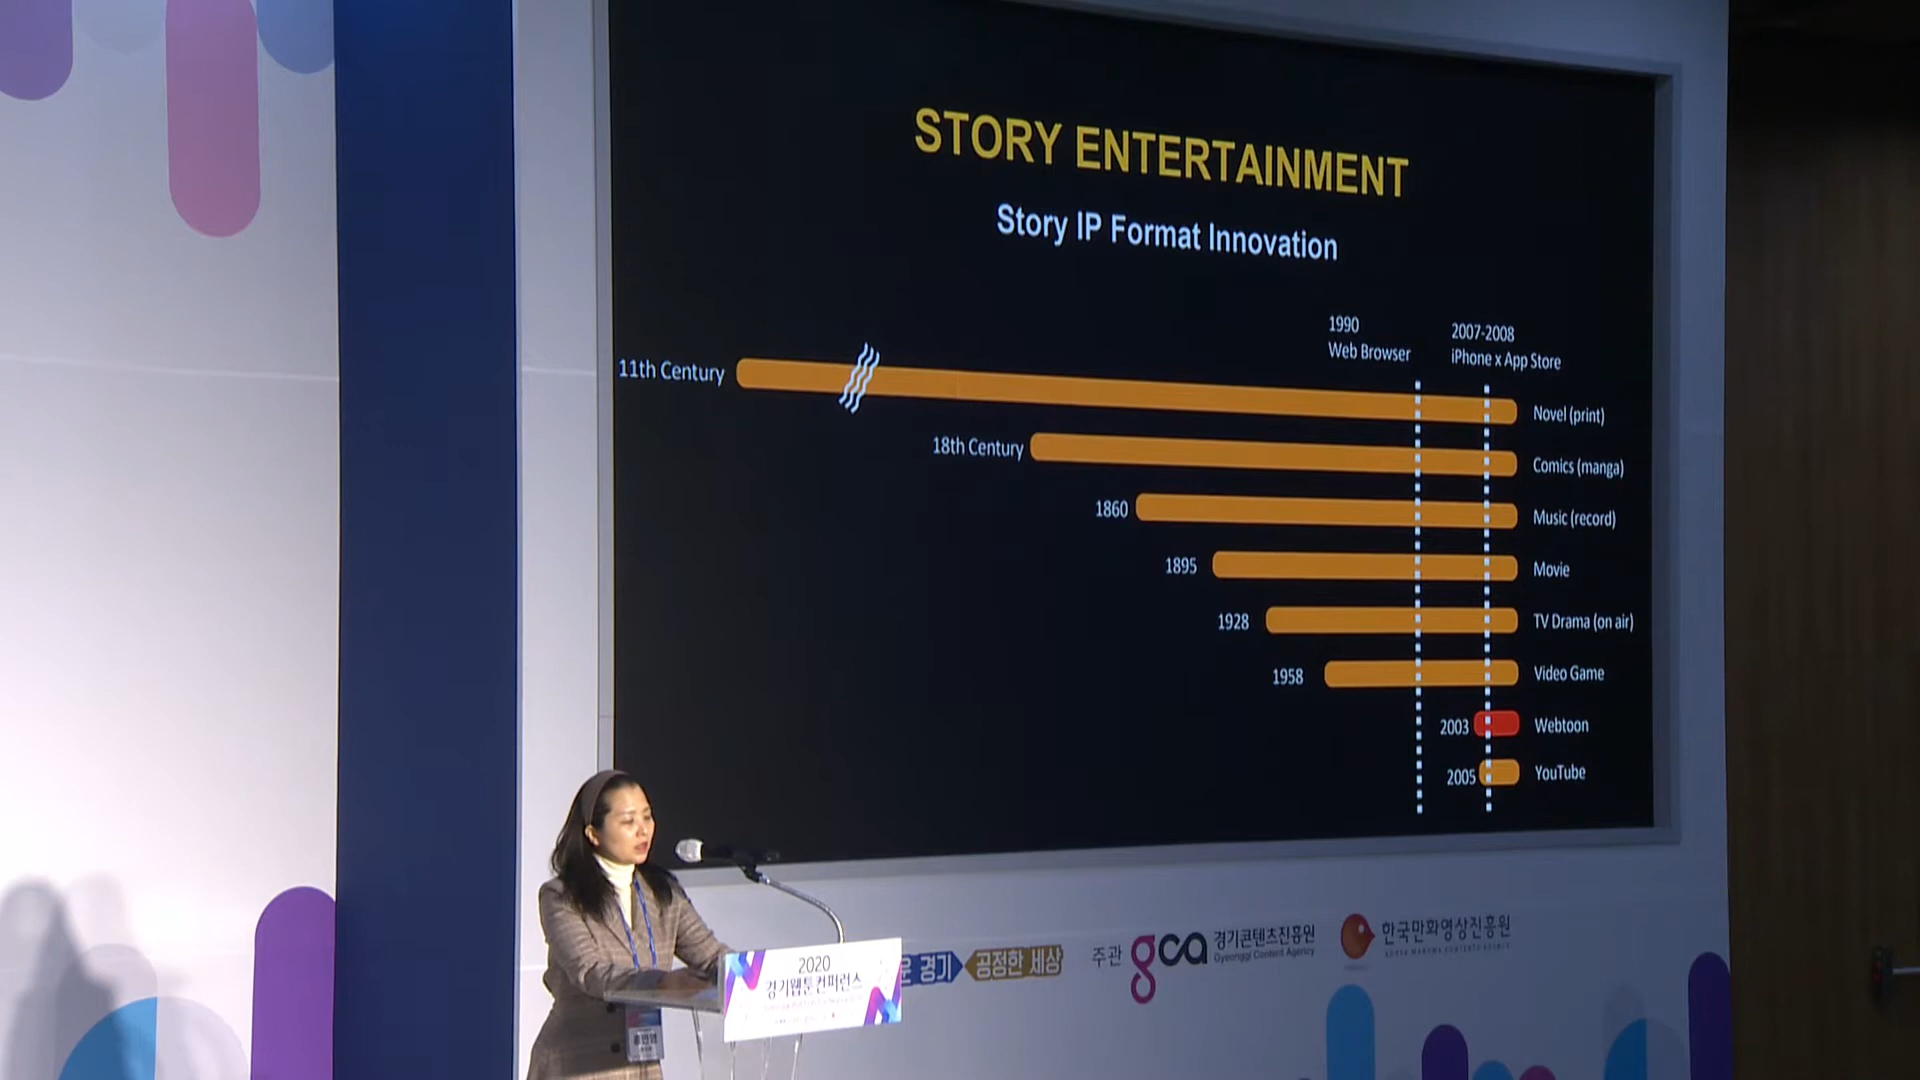 STORY ENTERTAINMENT
Story IP Format Innovation
1990
Web Browser
2007-2008
iPhone x App Store
11th Century
Novel (print)
18th Century
Comics (manga)
1860
Music (record)
1895
Movie
1928
TV Drama (on air)
1958
Video Game
2003
Webtoon
2005
YouTube
2020
경기웹툰컨퍼런스
경기
공정한 세상
주관
gca
경기콘텐츠진흥원
Gyeonggi Content Agency
한국만화영상진흥원